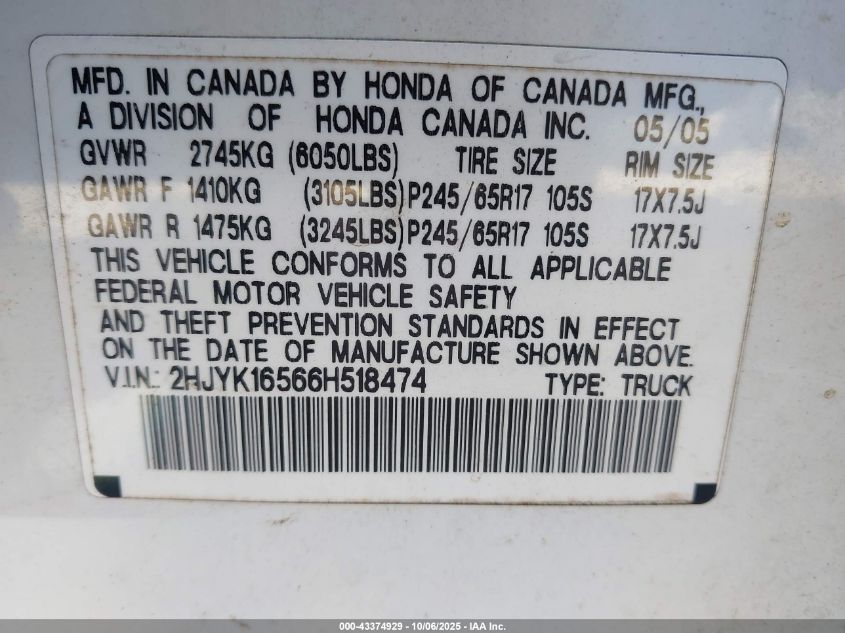 MFD. IN CANADA BY HONDA OF CANADA MFG.,
A DIVISION OF HONDA CANADA INC. 05/05
GVWR 2745KG (6050LBS) TIRE SIZE RIM SIZE
GAWR F 1410KG (3105LBS) P245/65R17 105S 17X7.5J
GAWR R 1475KG (3245LBS) P245/65R17 105S 17X7.5J
THIS VEHICLE CONFORMS TO ALL APPLICABLE
FEDERAL MOTOR VEHICLE SAFETY
AND THEFT PREVENTION STANDARDS IN EFFECT
ON THE DATE OF MANUFACTURE SHOWN ABOVE.
V.I.N.: 2HJYK16566H518474 TYPE: TRUCK
000-43374929 - 10/06/2025 - IAA Inc.